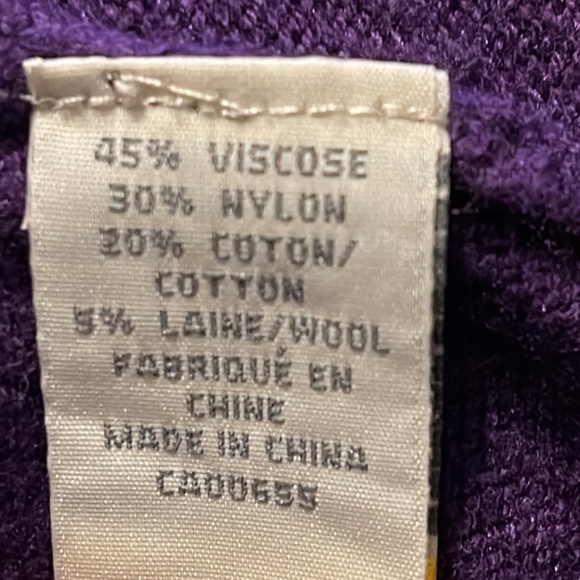 45% VISCOSE
30% NYLON
20% COTON/
COTTON
5% LAINE/WOOL
FABRIQUÉ EN
CHINE
MADE IN CHINA
CA00655